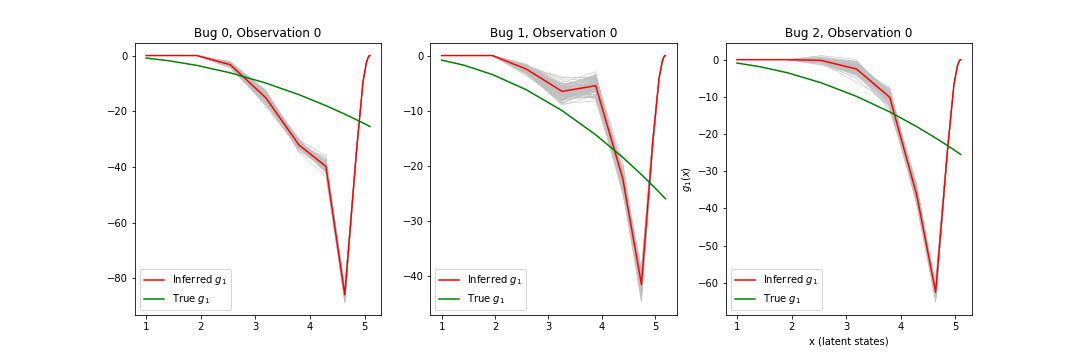 Bug 0, Observation 0
0
−20
−40
−60
−80
1 2 3 4 5
Inferred g₁
True g₁
Bug 1, Observation 0
0
−10
−20
−30
−40
1 2 3 4 5
Inferred g₁
True g₁
Bug 2, Observation 0
g₁(x)
0
−10
−20
−30
−40
−50
−60
1 2 3 4 5
x (latent states)
Inferred g₁
True g₁